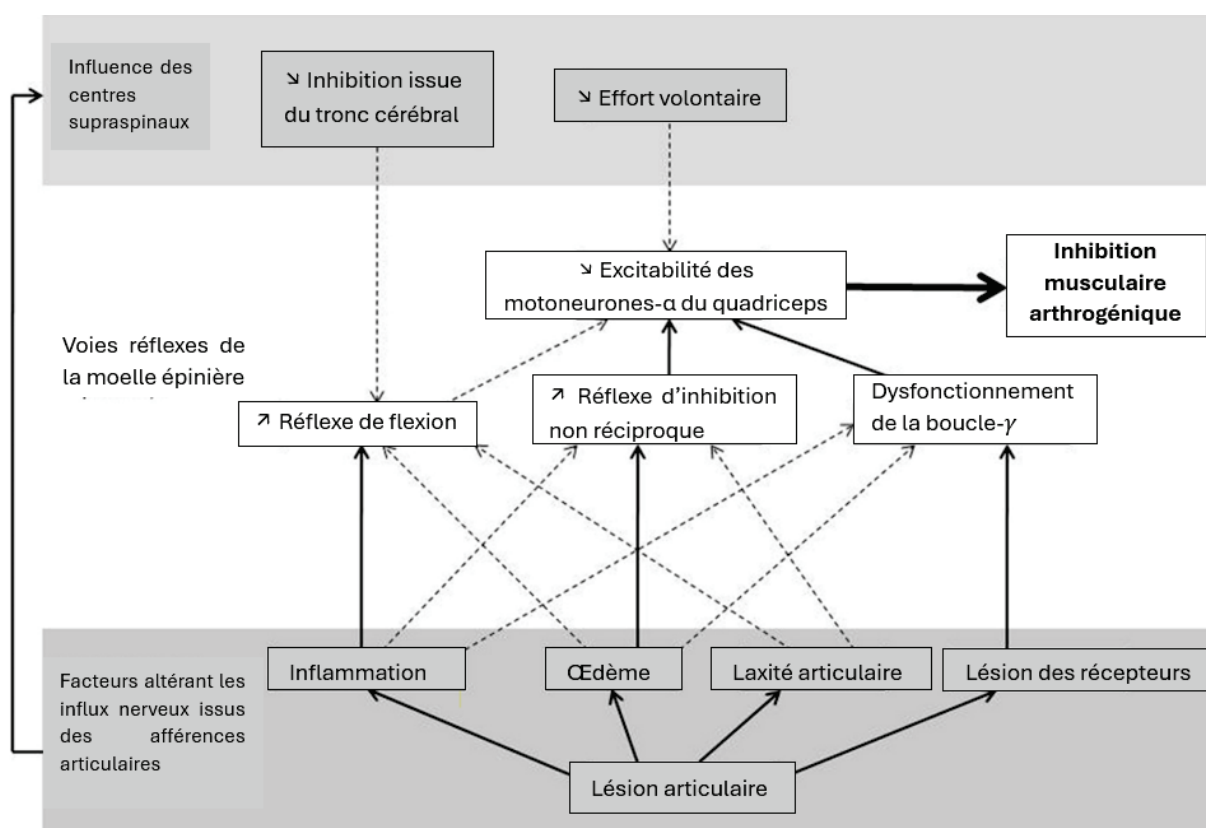 Influence des
centres
supraspinaux
↘ Inhibition issue
du tronc cérébral
↘ Effort volontaire
↘ Excitabilité des
motoneurones-α du quadriceps
Inhibition
musculaire
arthrogénique
Voies réflexes de
la moelle épinière
↗ Réflexe de flexion
↗ Réflexe d’inhibition
non réciproque
Dysfonctionnement
de la boucle-γ
Inflammation
Œdème
Laxité articulaire
Lésion des récepteurs
Facteurs altérant les
influx nerveux issus
des afférences
articulaires
Lésion articulaire